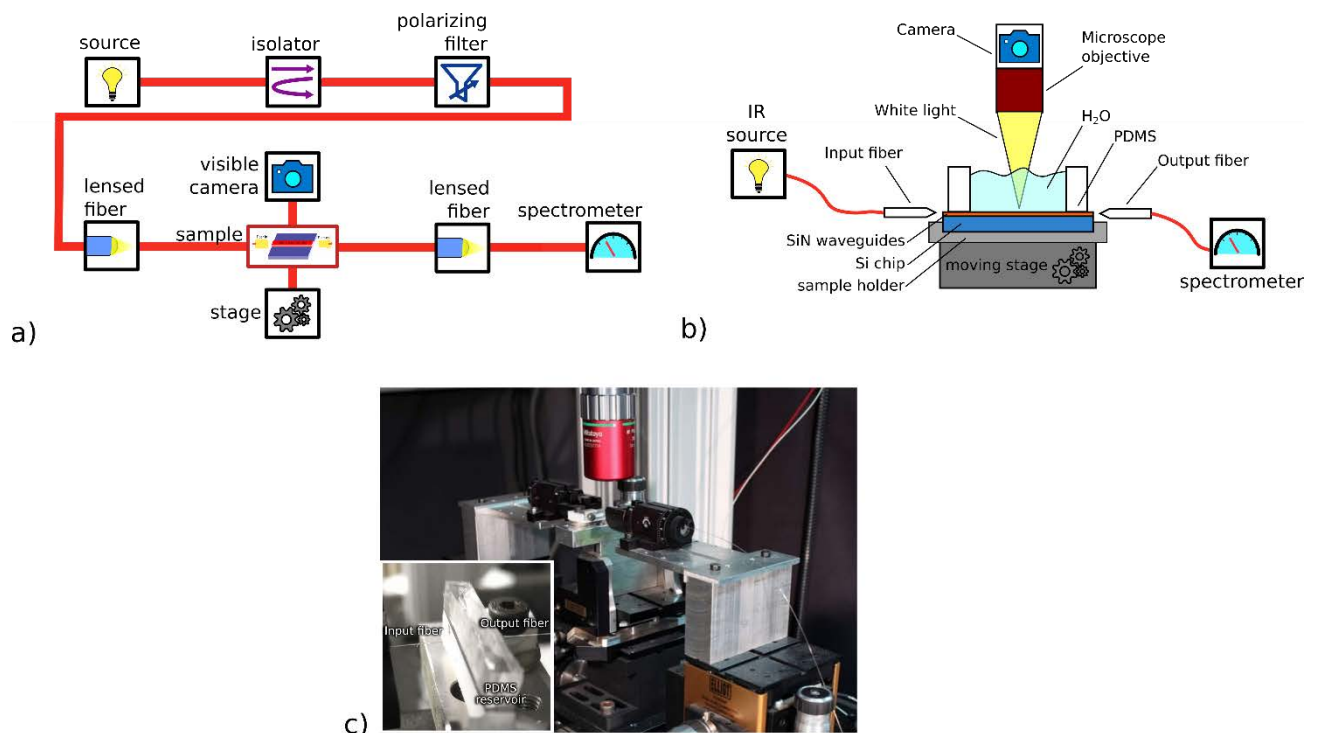 source
isolator
polarizing
filter
visible
camera
lensed
fiber
sample
lensed
fiber
spectrometer
stage
a)
Camera
Microscope
objective
White light
H2O
PDMS
IR
source
Input fiber
Output fiber
SiN waveguides
Si chip
sample holder
moving stage
spectrometer
b)
Mitutoyo
ELLIOT
Input fiber
Output fiber
PDMS
reservoir
c)